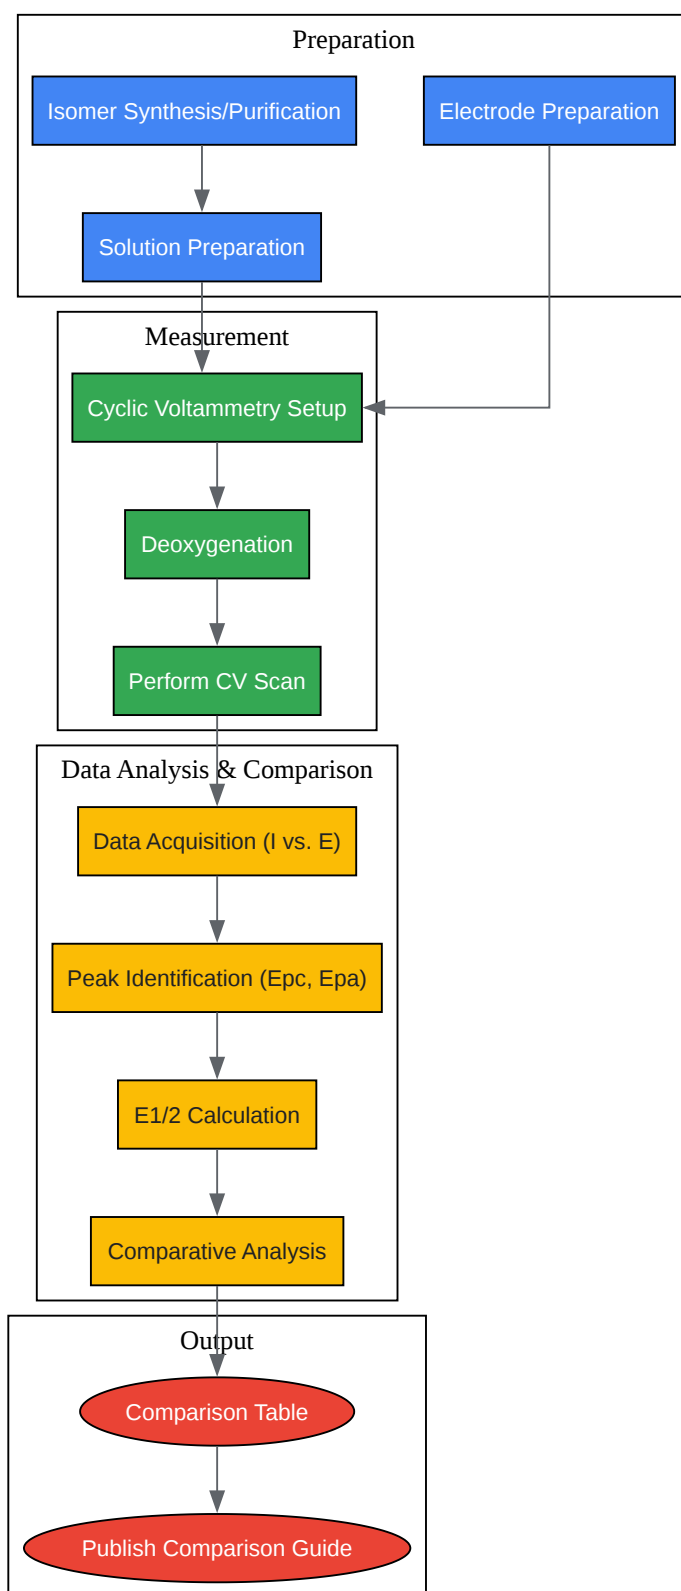 Preparation
Isomer Synthesis/Purification
Electrode Preparation
Solution Preparation
Measurement
Cyclic Voltammetry Setup
Deoxygenation
Perform CV Scan
Data Analysis & Comparison
Data Acquisition (I vs. E)
Peak Identification (Epc, Epa)
E1/2 Calculation
Comparative Analysis
Output
Comparison Table
Publish Comparison Guide